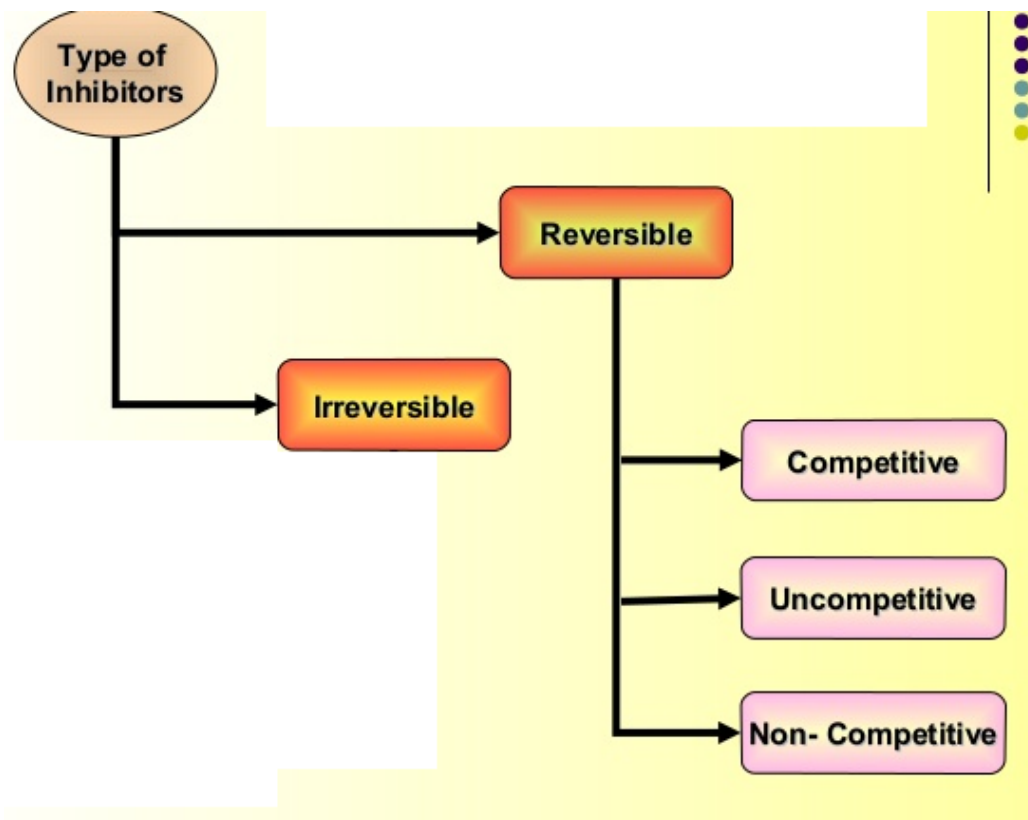 Type of
Inhibitors
Reversible
Irreversible
Competitive
Uncompetitive
Non- Competitive